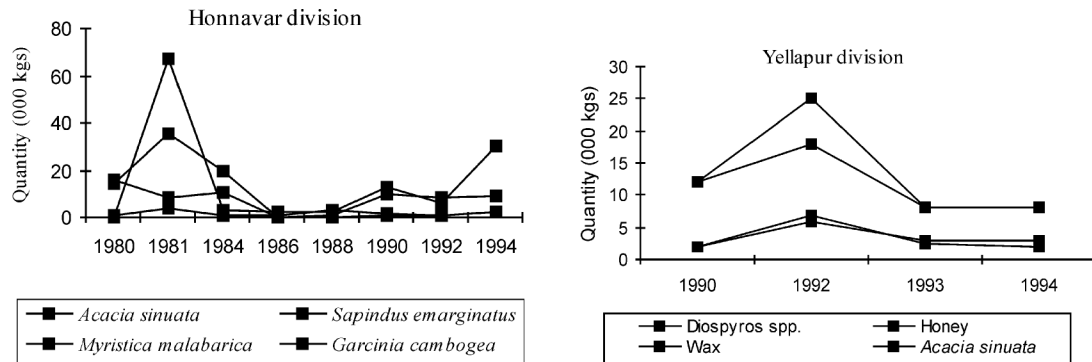 Honnavar division
Quantity (000 kgs)
80
60
40
20
0
1980 1981 1984 1986 1988 1990 1992 1994
Acacia sinuata Sapindus emarginatus
Myristica malabarica Garcinia cambogea
Yellapur division
Quantity (000 kgs)
30
25
20
15
10
5
0
1990 1992 1993 1994
Diospyros spp. Honey
Wax Acacia sinuata